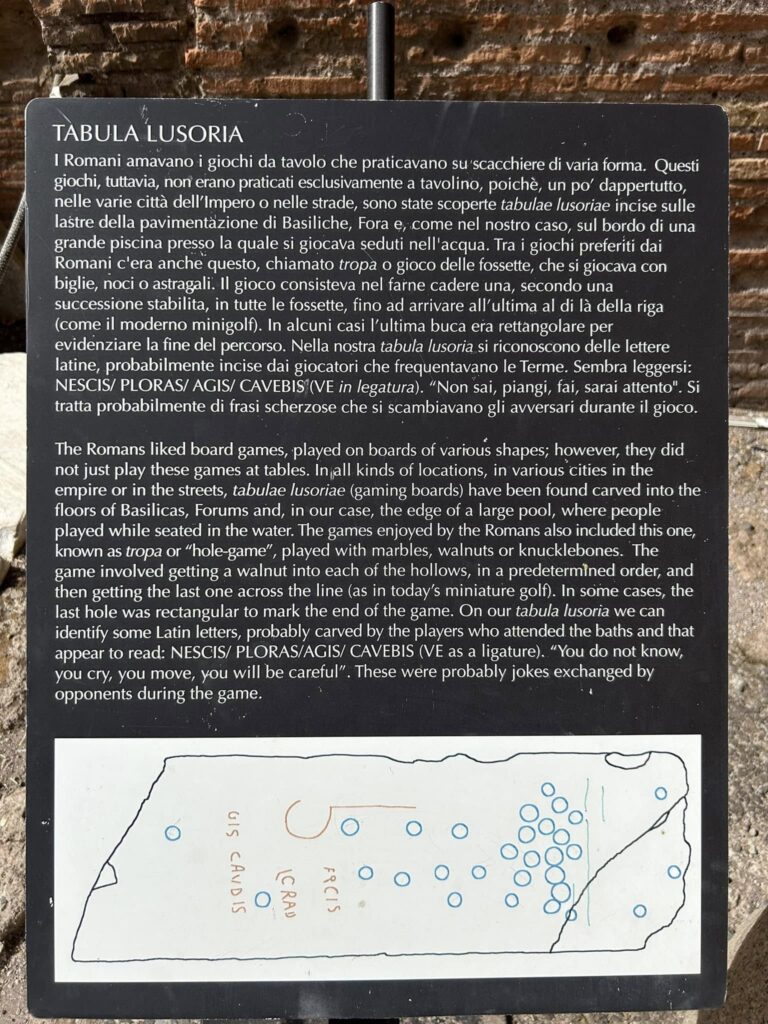 TABULA LUSORIA
I Romani amavano i giochi da tavolo che praticavano su scacchiere di varia forma. Questi
giochi, tuttavia, non erano praticati esclusivamente a tavolino, poichè, un po' dappertutto,
nelle varie città dell'Impero o nelle strade, sono state scoperte tabulae lusoriae incise sulle
lastre della pavimentazione di Basiliche, Fora e, come nel nostro caso, sul bordo di una
grande piscina presso la quale si giocava seduti nell'acqua. Tra i giochi preferiti dai
Romani c'era anche questo, chiamato tropa o gioco delle fossette, che si giocava con
biglie, noci o astragali. Il gioco consisteva nel farne cadere una, secondo una
successione stabilita, in tutte le fossette, fino ad arrivare all'ultima al di là della riga
(come il moderno minigolf). In alcuni casi l'ultima buca era rettangolare per
evidenziare la fine del percorso. Nella nostra tabula lusoria si riconoscono delle lettere
latine, probabilmente incise dai giocatori che frequentavano le Terme. Sembra leggersi:
NESCIS/ PLORAS/ AGIS/ CAVEBIS (VE in legatura). "Non sai, piangi, fai, sarai attento". Si
tratta probabilmente di frasi scherzose che si scambiavano gli avversari durante il gioco.
The Romans liked board games, played on boards of various shapes; however, they did
not just play these games at tables. In all kinds of locations, in various cities in the
empire or in the streets, tabulae lusoriae (gaming boards) have been found carved into the
floors of Basilicas, Forums and, in our case, the edge of a large pool, where people
played while seated in the water. The games enjoyed by the Romans also included this one,
known as tropa or "hole-game", played with marbles, walnuts or knucklebones. The
game involved getting a walnut into each of the hollows, in a predetermined order, and
then getting the last one across the line (as in today's miniature golf). In some cases, the
last hole was rectangular to mark the end of the game. On our tabula lusoria we can
identify some Latin letters, probably carved by the players who attended the baths and that
appear to read: NESCIS/ PLORAS/AGIS/ CAVEBIS (VE as a ligature). "You do not know,
you cry, you move, you will be careful". These were probably jokes exchanged by
opponents during the game.
GIS CAVDIS